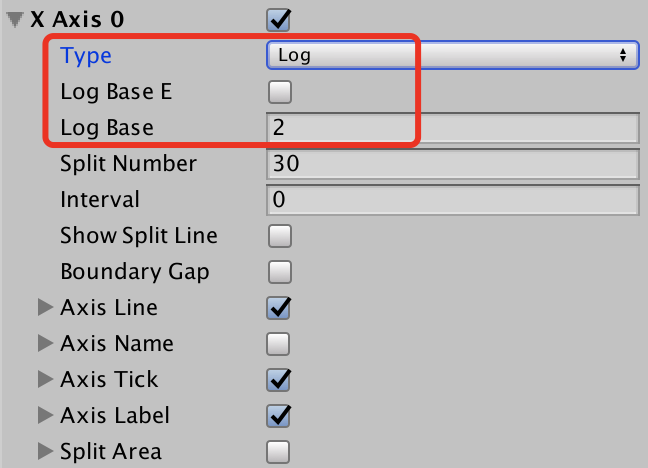 X Axis 0
Type Log
Log Base E
Log Base 2
Split Number 30
Interval 0
Show Split Line
Boundary Gap
Axis Line
Axis Name
Axis Tick
Axis Label
Split Area